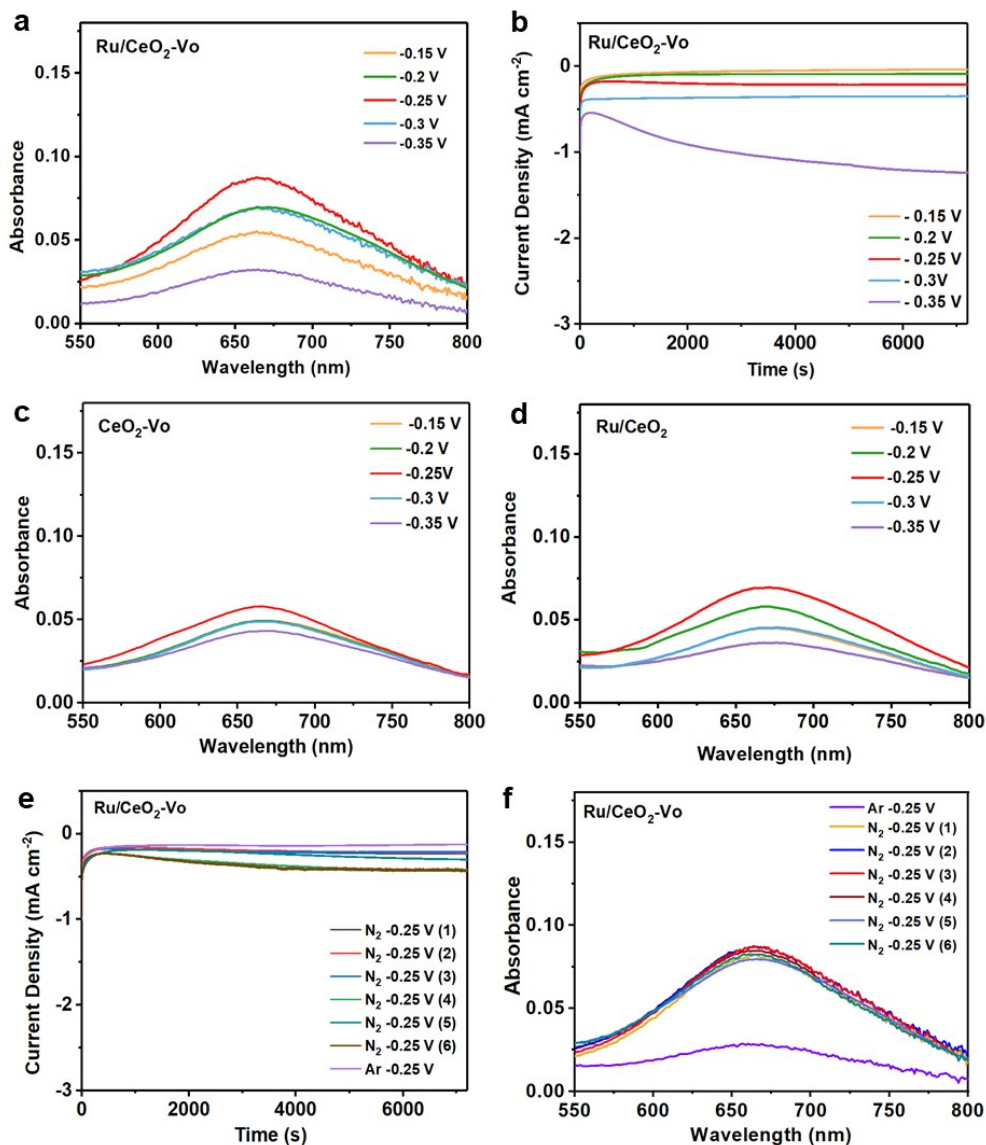 a
Ru/CeO₂-Vo
-0.15 V
-0.2 V
-0.25 V
-0.3 V
-0.35 V
0.15
0.10
0.05
0.00
Absorbance
550
600
650
700
750
800
Wavelength (nm)
b
Ru/CeO₂-Vo
0
-1
-2
-3
Current Density (mA cm⁻²)
- 0.15 V
- 0.2 V
- 0.25 V
- 0.3V
- 0.35 V
0
2000
4000
6000
Time (s)
c
CeO₂-Vo
-0.15 V
-0.2 V
-0.25V
-0.3 V
-0.35 V
0.15
0.10
0.05
0.00
Absorbance
550
600
650
700
750
800
Wavelength (nm)
d
Ru/CeO₂
-0.15 V
-0.2 V
-0.25 V
-0.3 V
-0.35 V
0.15
0.10
0.05
0.00
Absorbance
550
600
650
700
750
800
Wavelength (nm)
e
Ru/CeO₂-Vo
0
-1
-2
-3
Current Density (mA cm⁻²)
N₂ -0.25 V (1)
N₂ -0.25 V (2)
N₂ -0.25 V (3)
N₂ -0.25 V (4)
N₂ -0.25 V (5)
N₂ -0.25 V (6)
Ar -0.25 V
0
2000
4000
6000
Time (s)
f
Ru/CeO₂-Vo
Ar -0.25 V
N₂ -0.25 V (1)
N₂ -0.25 V (2)
N₂ -0.25 V (3)
N₂ -0.25 V (4)
N₂ -0.25 V (5)
N₂ -0.25 V (6)
0.15
0.10
0.05
0.00
Absorbance
550
600
650
700
750
800
Wavelength (nm)